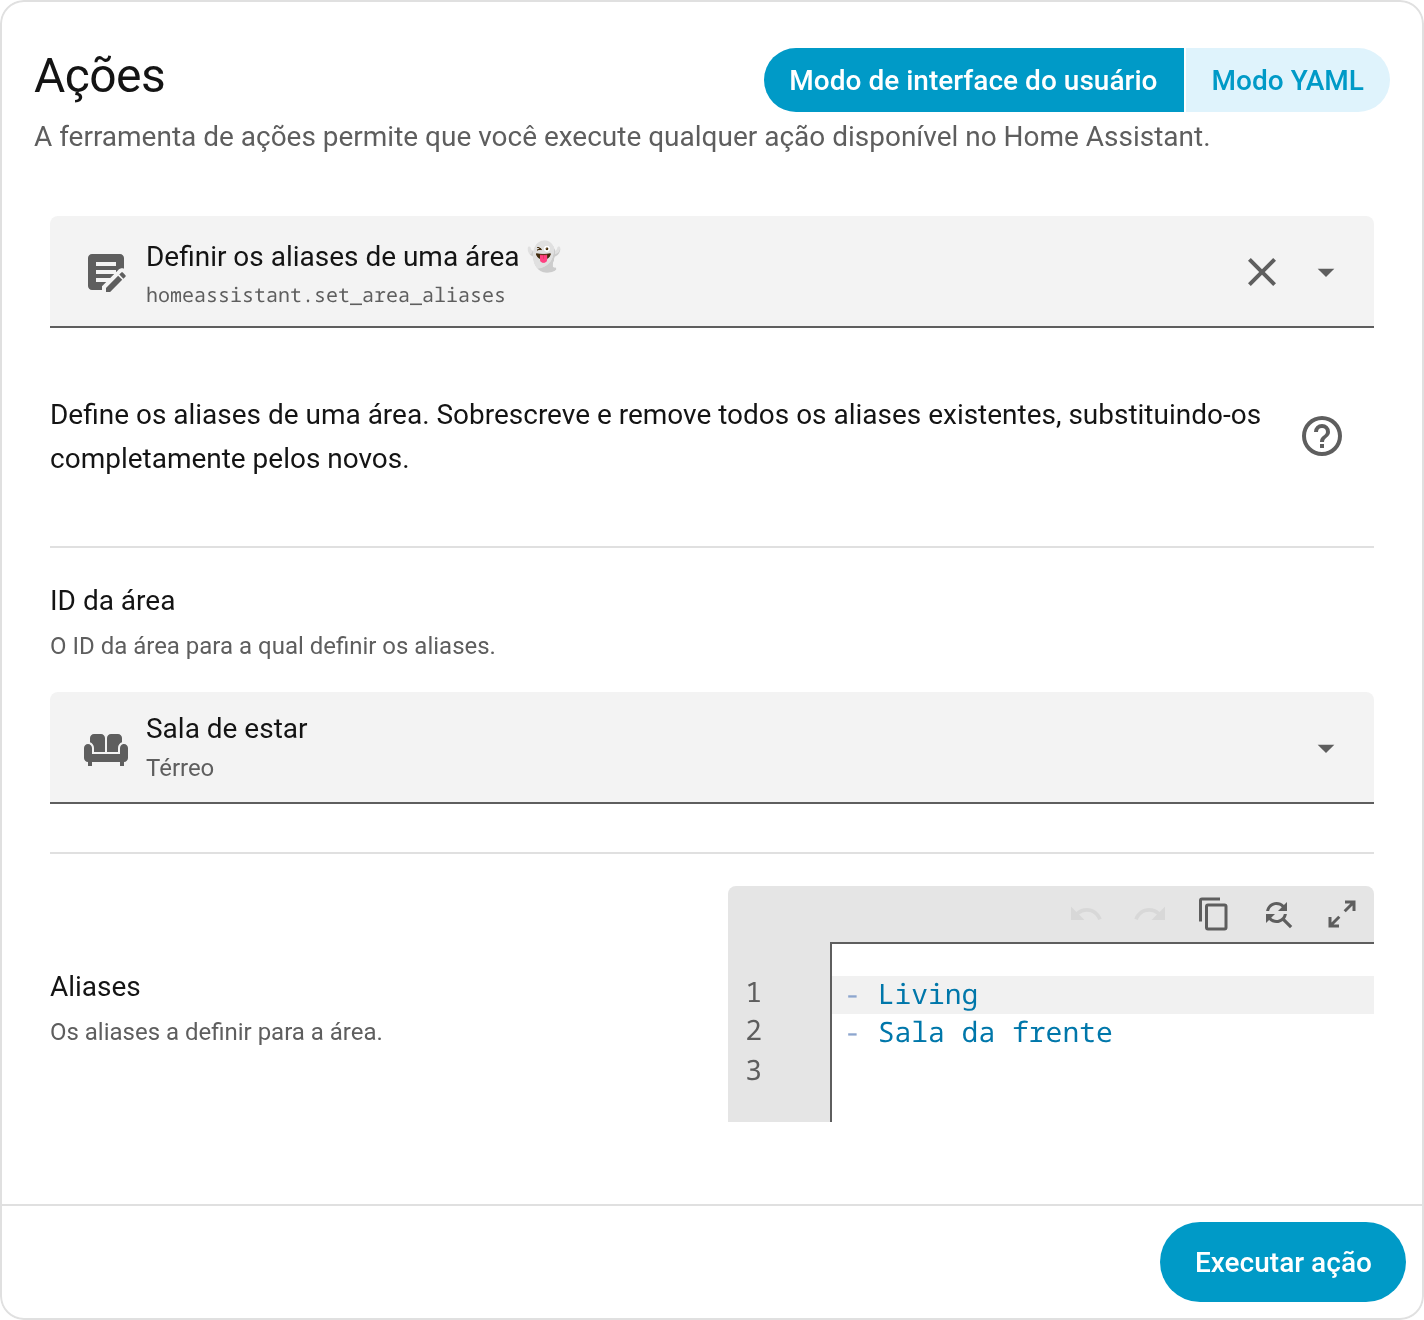 Ações
Modo de interface do usuário
Modo YAML
A ferramenta de ações permite que você execute qualquer ação disponível no Home Assistant.
Definir os aliases de uma área 👻
homeassistant.set_area_aliases
Define os aliases de uma área. Sobrescreve e remove todos os aliases existentes, substituindo-os
completamente pelos novos.
ID da área
O ID da área para a qual definir os aliases.
Sala de estar
Térreo
Aliases
Os aliases a definir para a área.
1 - Living
2 - Sala da frente
3
Executar ação